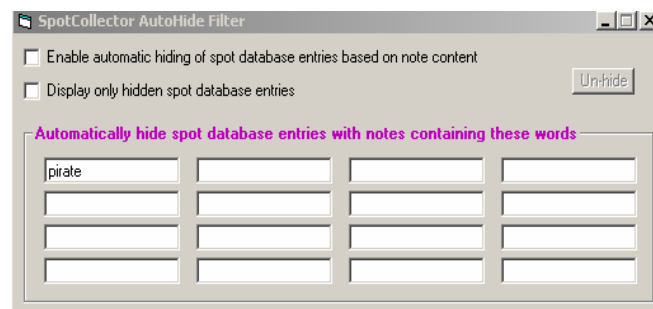 SpotCollector AutoHide Filter
Enable automatic hiding of spot database entries based on note content
Display only hidden spot database entries
Un-hide
Automatically hide spot database entries with notes containing these words
pirate